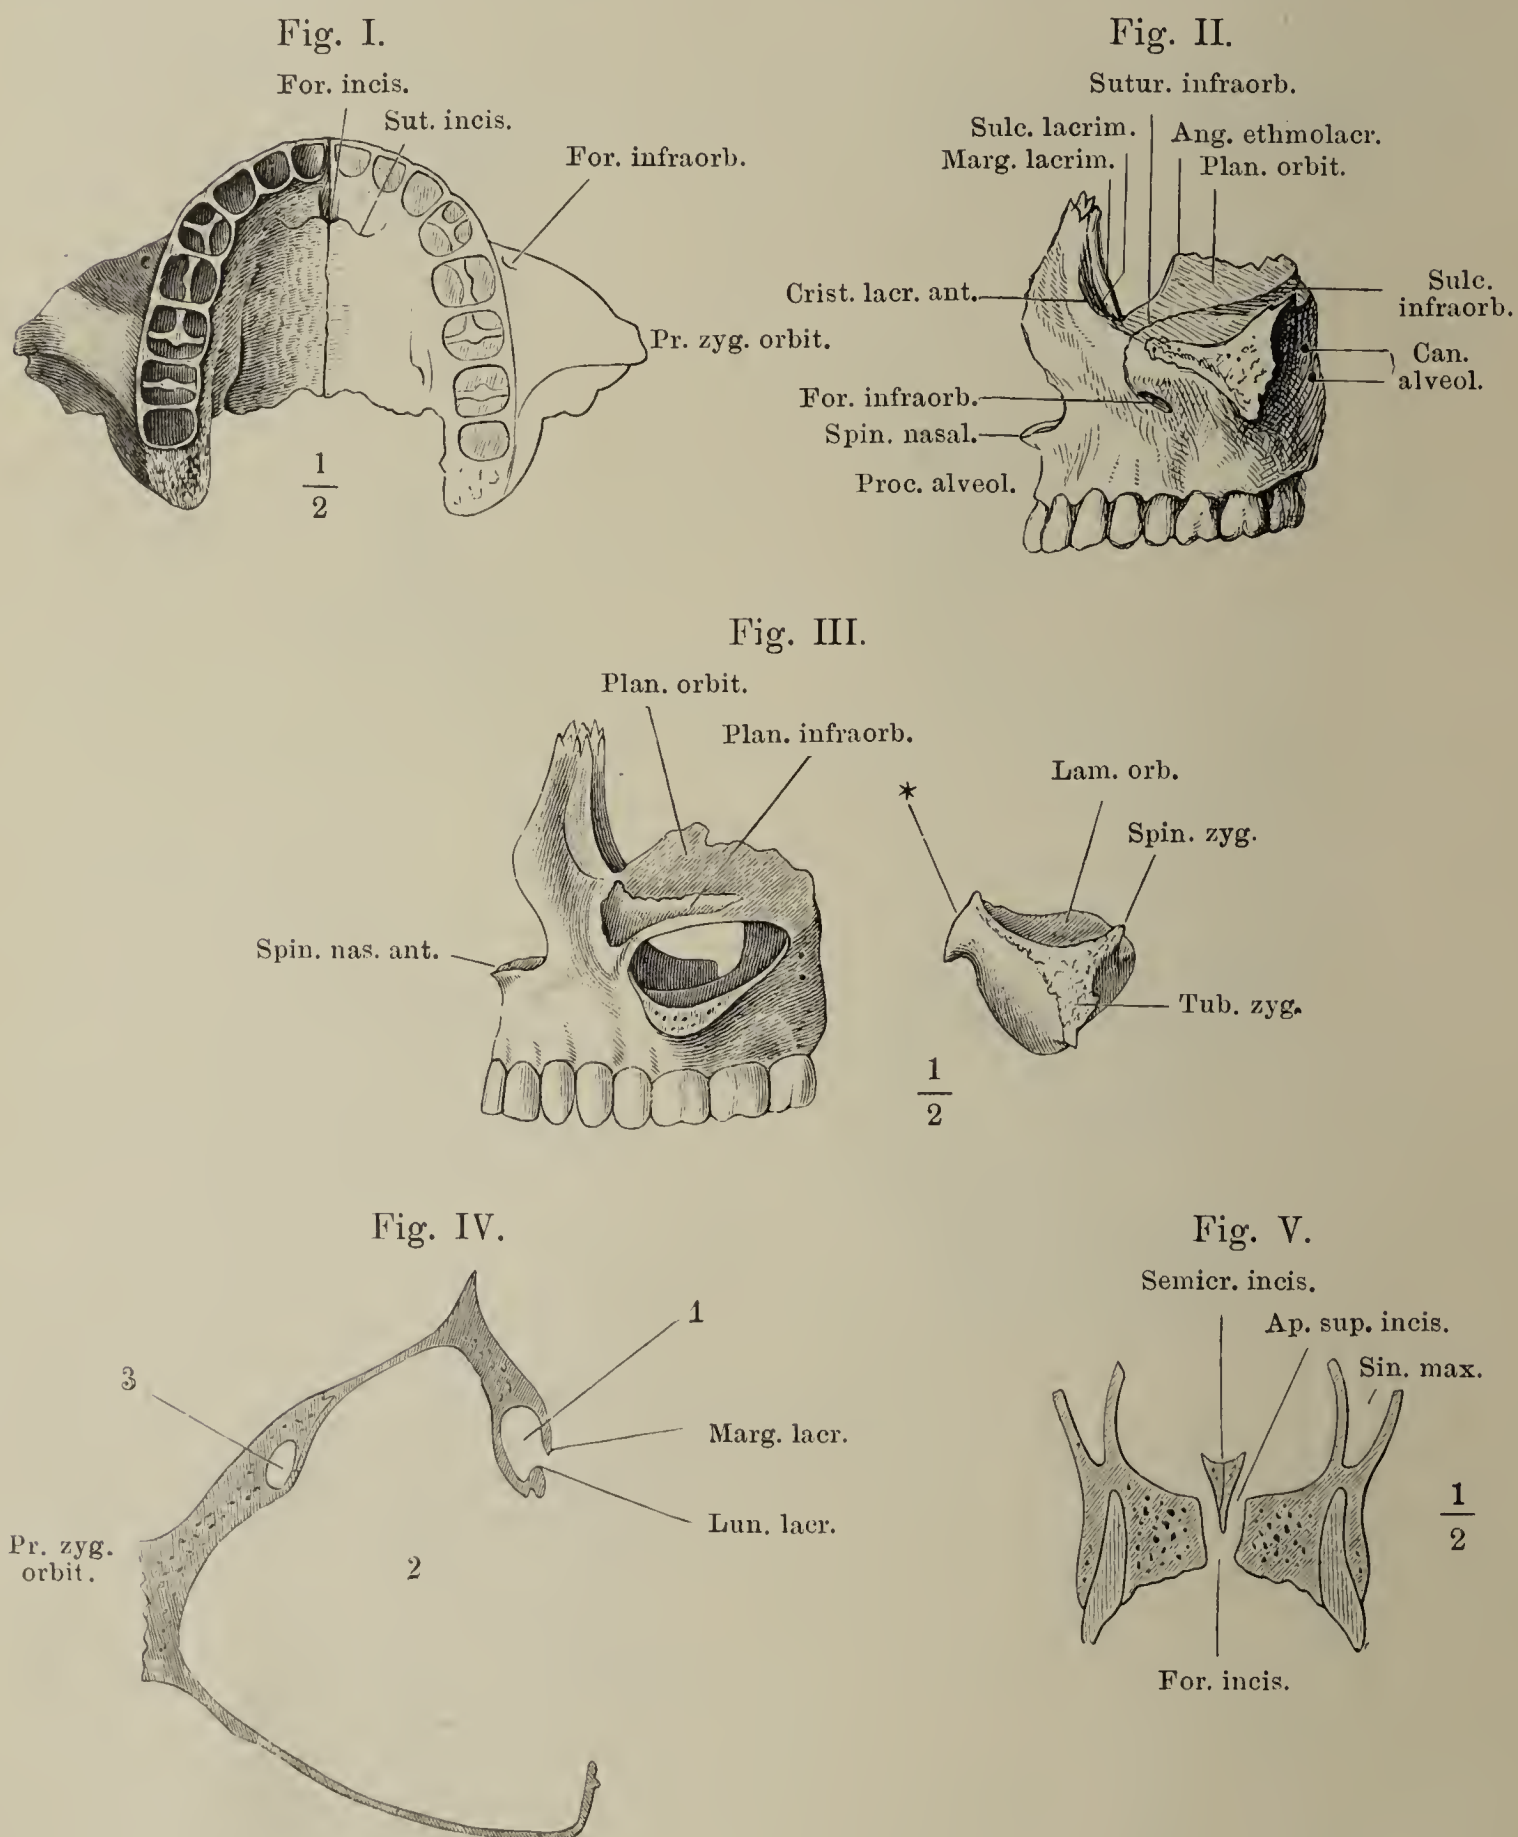 Fig. I.
For. incis.
Sut. incis.
For. infraorb.
Pr. zyg. orbit.
1
2
Fig. II.
Sutur. infraorb.
Sulc. lacrim.
Ang. ethmolacr.
Marg. lacrim.
Plan. orbit.
Crist. lacr. ant.
Sulc.
infraorb.
Can.
alveol.
For. infraorb.
Spin. nasal.
Proc. alveol.
Fig. III.
Plan. orbit.
Plan. infraorb.
*
Lam. orb.
Spin. zyg.
Spin. nas. ant.
Tub. zyg.
1
2
Fig. IV.
1
3
Marg. lacr.
Lun. lacr.
Pr. zyg.
orbit.
2
Fig. V.
Semicr. incis.
Ap. sup. incis.
Sin. max.
1
2
For. incis.